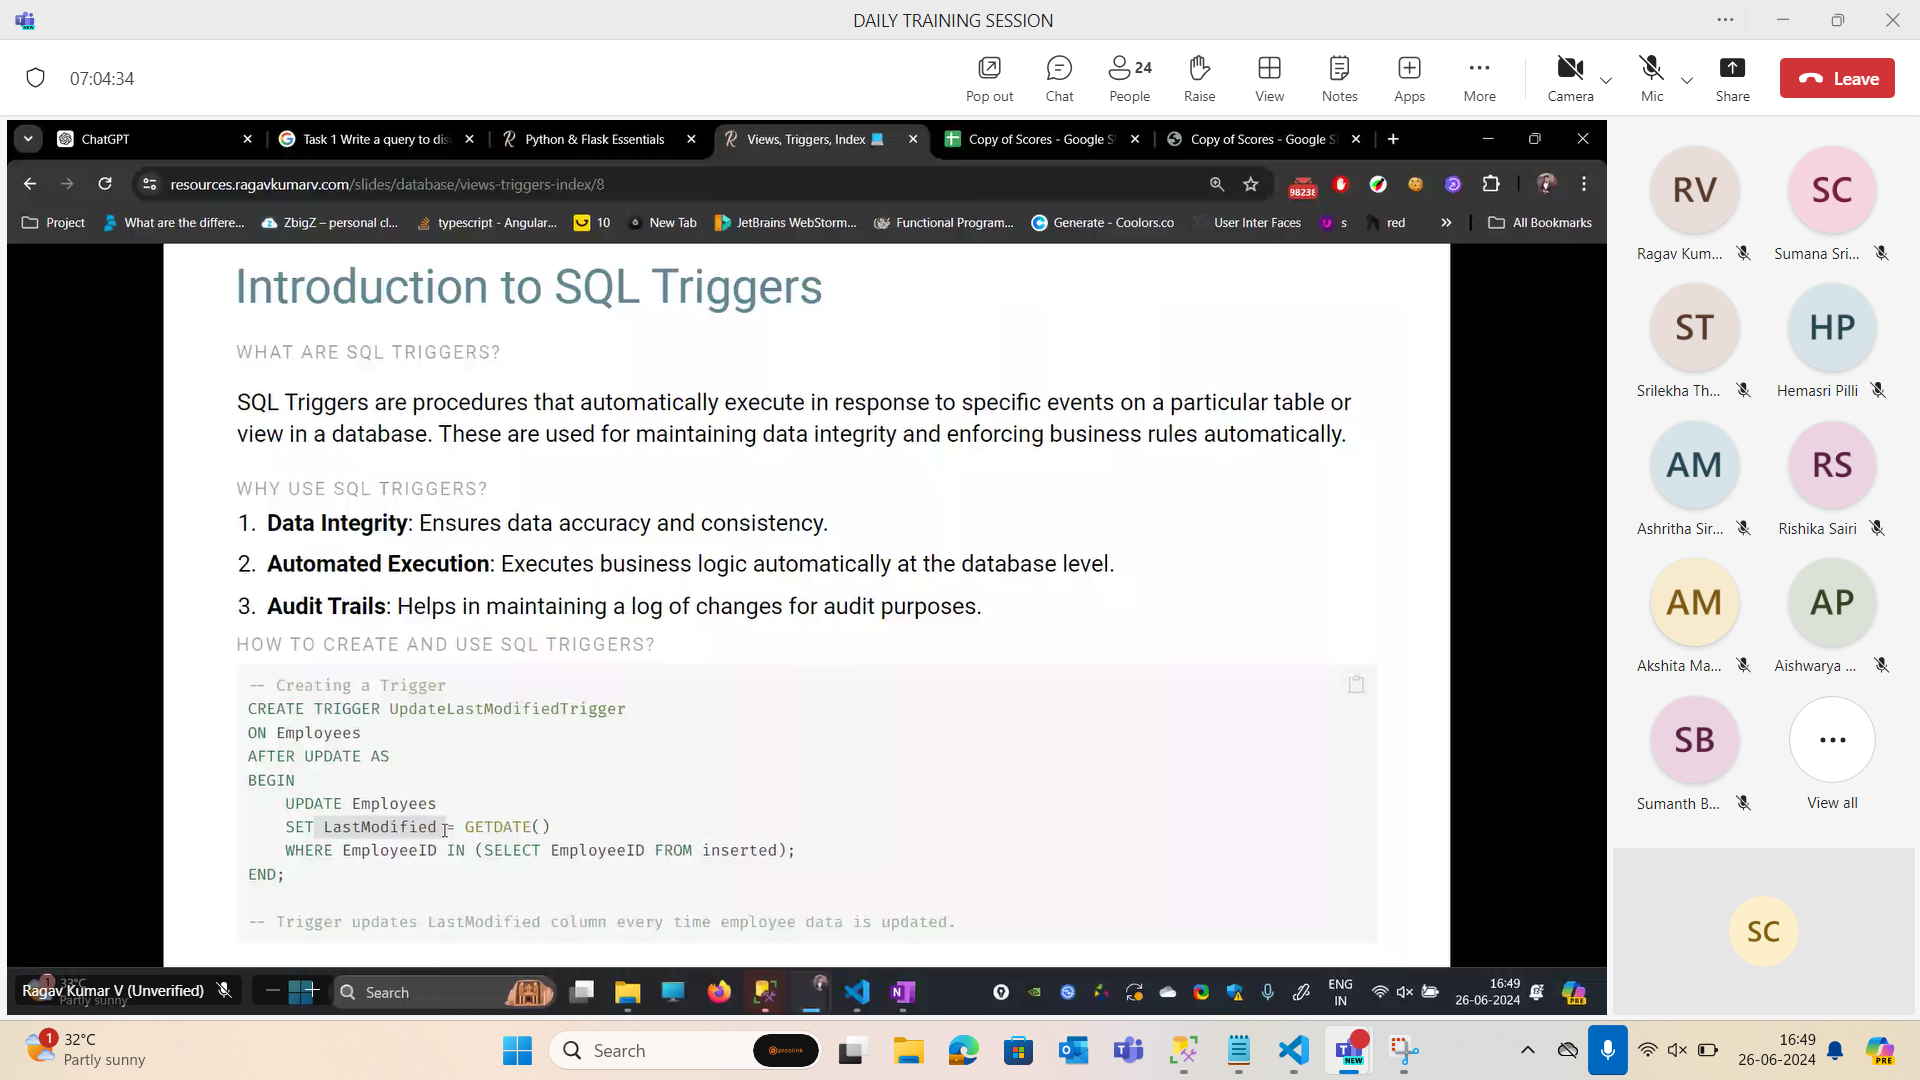 DAILY TRAINING SESSION
07:04:34
Pop out
Chat
24
People
Raise
View
Notes
Apps
More
Camera
Mic
Share
Leave
ChatGPT
Task 1 Write a query to dis
Python & Flask Essentials
Views, Triggers, Index
Copy of Scores - Google S
Copy of Scores - Google S
resources.ragavkumarv.com/slides/database/views-triggers-index/8
98238
Project
What are the differe...
ZbigZ – personal cl...
typescript - Angular...
10
New Tab
JetBrains WebStorm...
Functional Program...
Generate - Coolors.co
User Inter Faces
s
red
»
All Bookmarks
Introduction to SQL Triggers
WHAT ARE SQL TRIGGERS?
SQL Triggers are procedures that automatically execute in response to specific events on a particular table or
view in a database. These are used for maintaining data integrity and enforcing business rules automatically.
WHY USE SQL TRIGGERS?
1. Data Integrity: Ensures data accuracy and consistency.
2. Automated Execution: Executes business logic automatically at the database level.
3. Audit Trails: Helps in maintaining a log of changes for audit purposes.
HOW TO CREATE AND USE SQL TRIGGERS?
-- Creating a Trigger
CREATE TRIGGER UpdateLastModifiedTrigger
ON Employees
AFTER UPDATE AS
BEGIN
UPDATE Employees
SET LastModified = GETDATE()
WHERE EmployeeID IN (SELECT EmployeeID FROM inserted);
END;
-- Trigger updates LastModified column every time employee data is updated.
Ragav Kumar V (Unverified)
Search
ENG
IN
16:49
26-06-2024
PRE
RV
Ragav Kum...
SC
Sumana Sri...
ST
Srilekha Th...
HP
Hemasri Pilli
AM
Ashritha Sir...
RS
Rishika Sairi
AM
Akshita Ma...
AP
Aishwarya ...
SB
Sumanth B...
View all
SC
1
32°C
Partly sunny
Search
proclink
NEW
16:49
26-06-2024
PRE